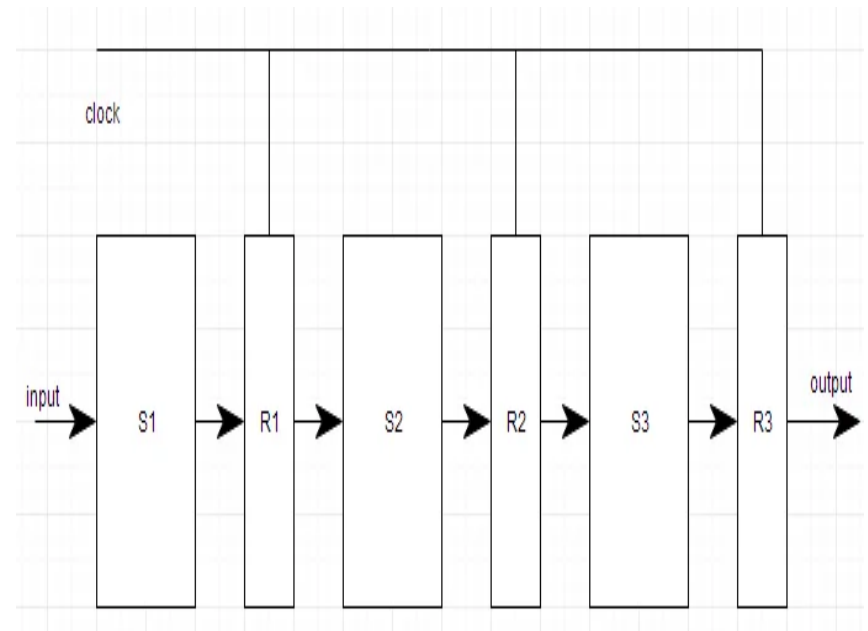 clock
input
S1
R1
S2
R2
S3
R3
output